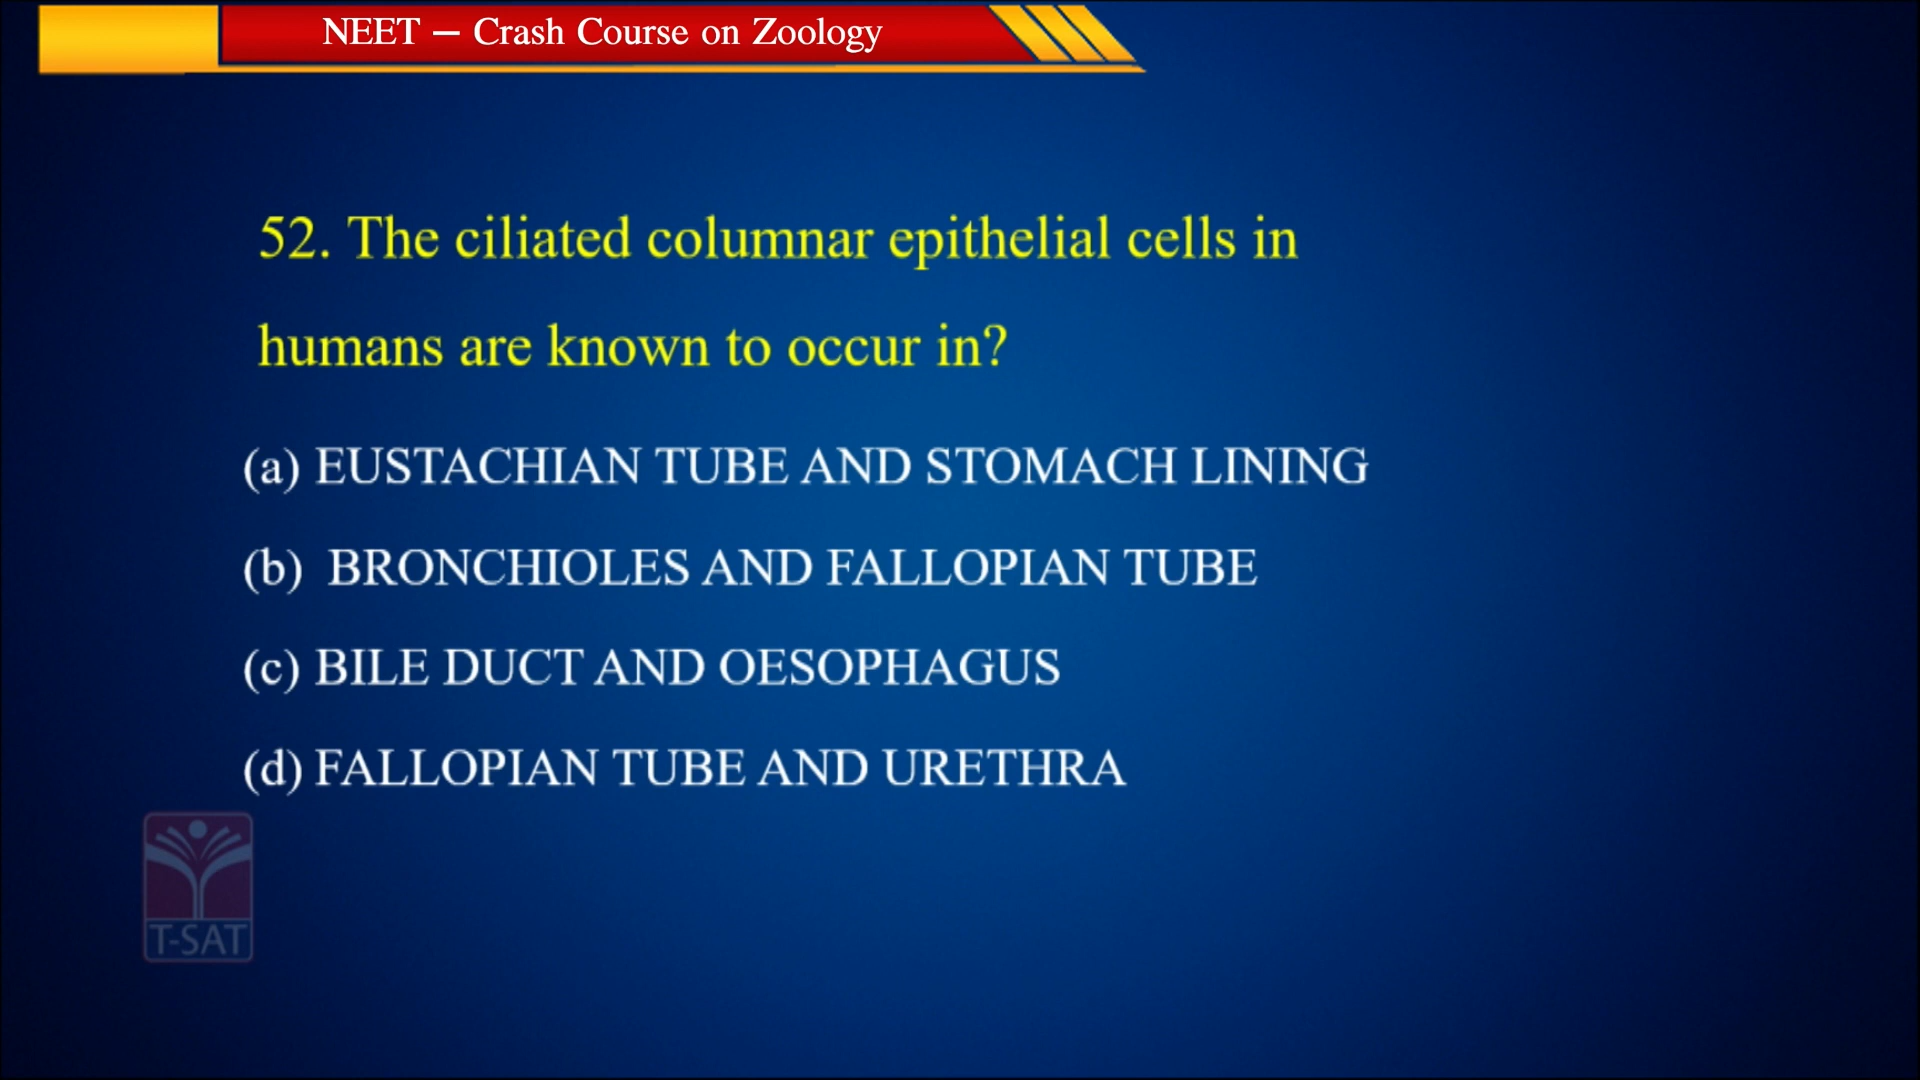 NEET — Crash Course on Zoology
52. The ciliated columnar epithelial cells in
humans are known to occur in?
(a) EUSTACHIAN TUBE AND STOMACH LINING
(b) BRONCHIOLES AND FALLOPIAN TUBE
(c) BILE DUCT AND OESOPHAGUS
(d) FALLOPIAN TUBE AND URETHRA
T-SAT